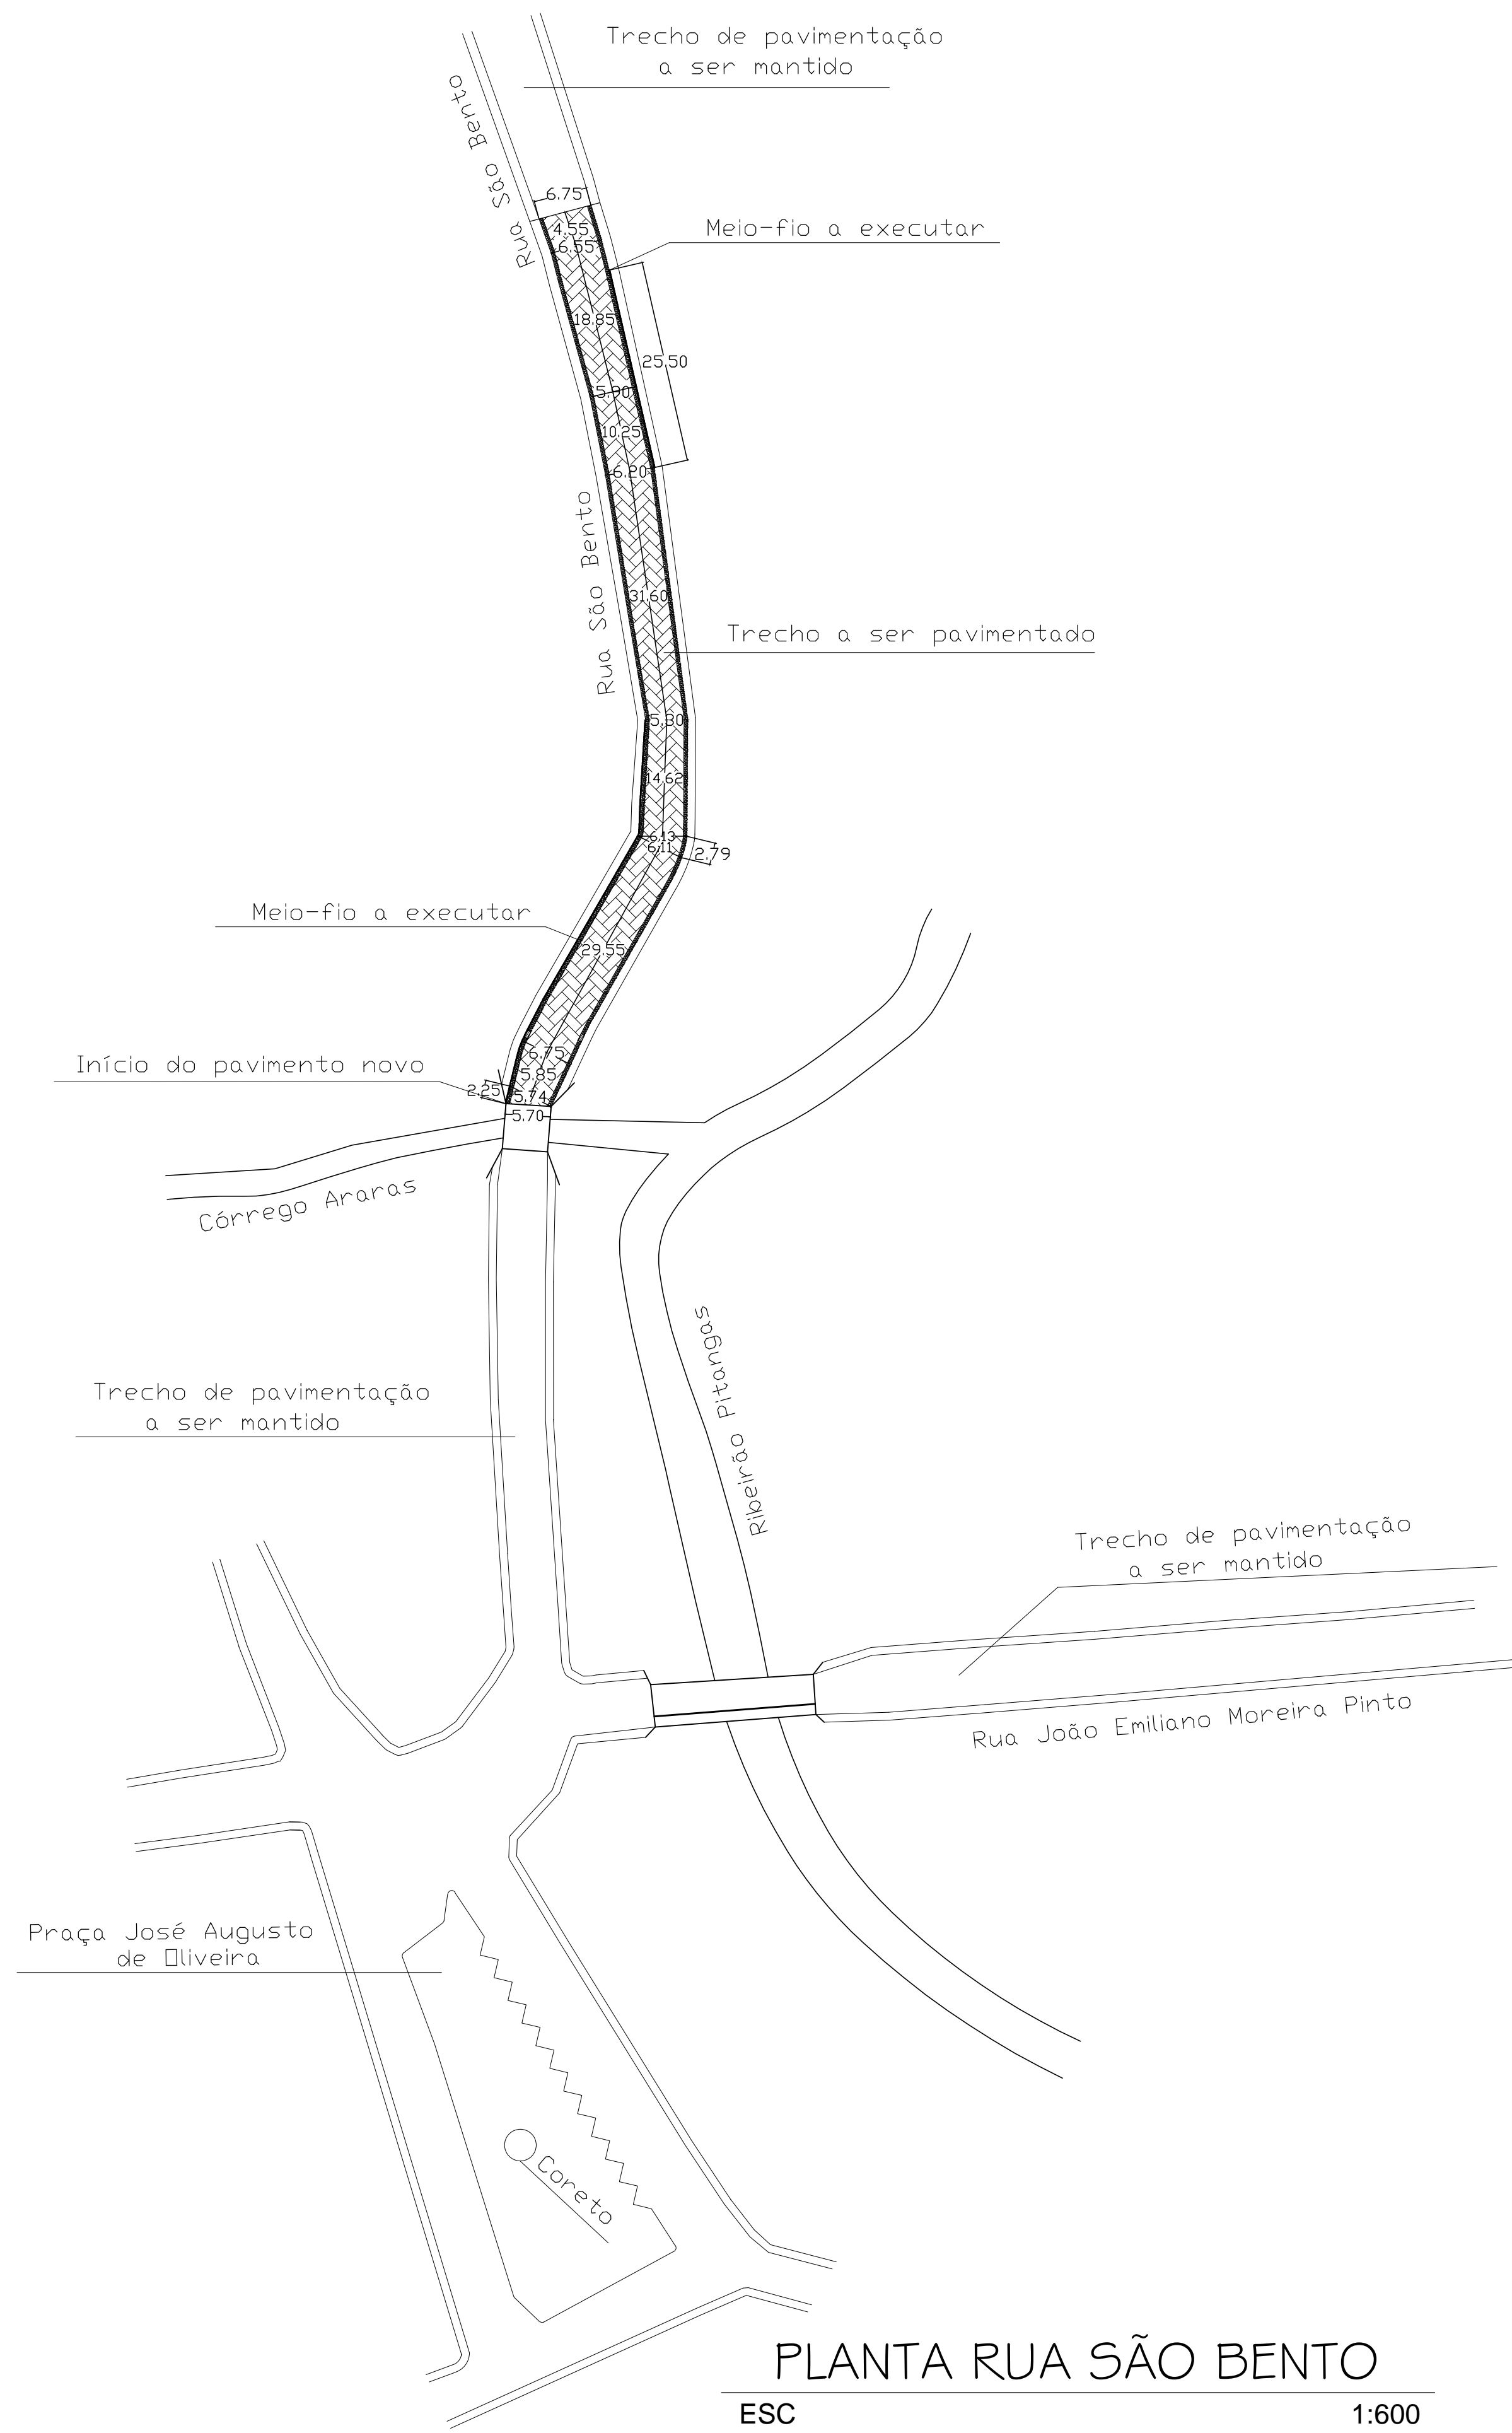 Trecho de pavimentação
a ser mantido
Rua São Bento
6.75
Meio-fio a executar
4.55
6.55
18.85
25.50
5.90
10.25
6.20
Rua São Bento
31.60
Trecho a ser pavimentado
5.80
14.62
6.13
6.11
2.79
Meio-fio a executar
29.55
6.75
Início do pavimento novo
5.85
2.25
5.74
5.70
Córrego Araras
Ribeirão Pitangas
Trecho de pavimentação
a ser mantido
Trecho de pavimentação
a ser mantido
Rua João Emiliano Moreira Pinto
Praça José Augusto
de Oliveira
Coreto
PLANTA RUA SÃO BENTO
ESC 1:600